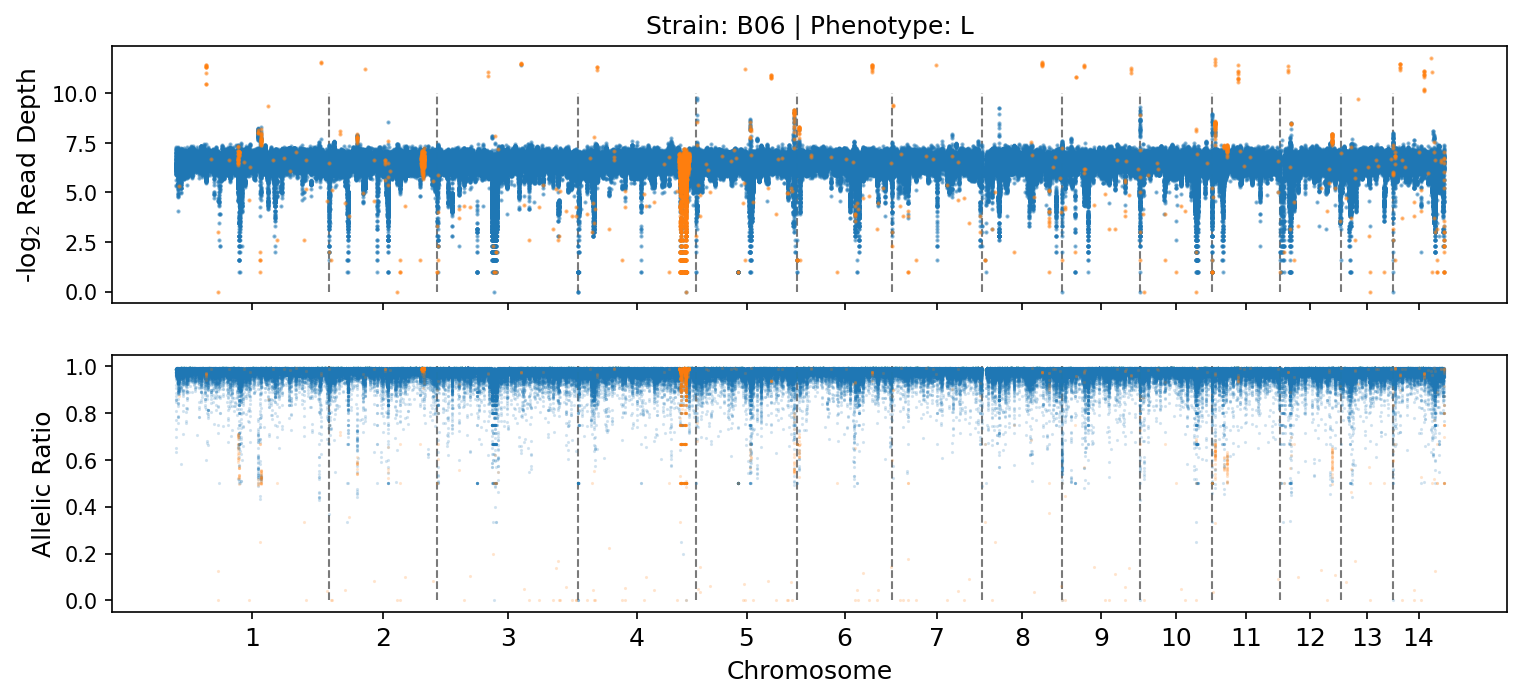 Strain: B06 | Phenotype: L
-log₂ Read Depth
10.0
7.5
5.0
2.5
0.0
Allelic Ratio
1.0
0.8
0.6
0.4
0.2
0.0
1 2 3 4 5 6 7 8 9 10 11 12 13 14
Chromosome